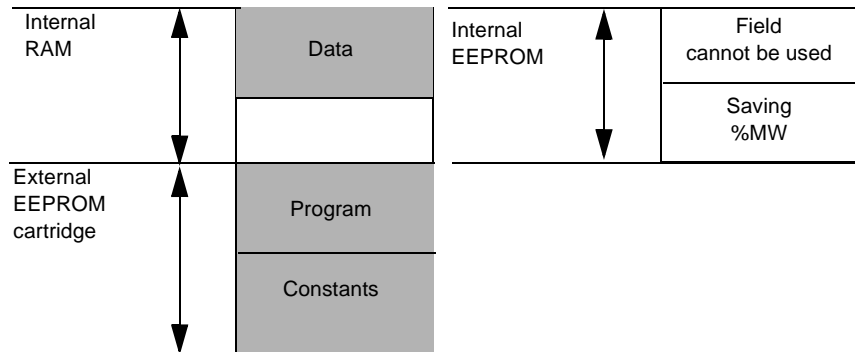 Internal
RAM
Data
Internal
EEPROM
Field
cannot be used
Saving
%MW
External
EEPROM
cartridge
Program
Constants